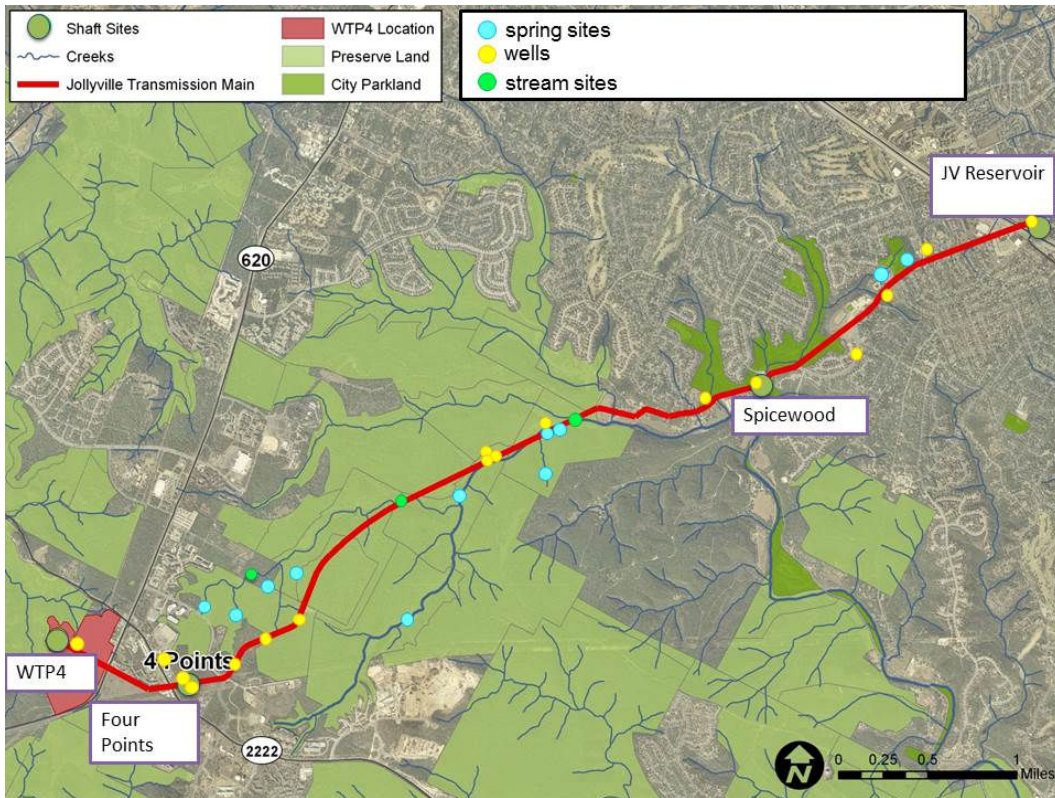 Shaft Sites
Creeks
Jollyville Transmission Main
WTP4 Location
Preserve Land
City Parkland
spring sites
wells
stream sites
JV Reservoir
620
Spicewood
4 Points
WTP4
Four
Points
2222
N
0 0.25 0.5 1
Miles